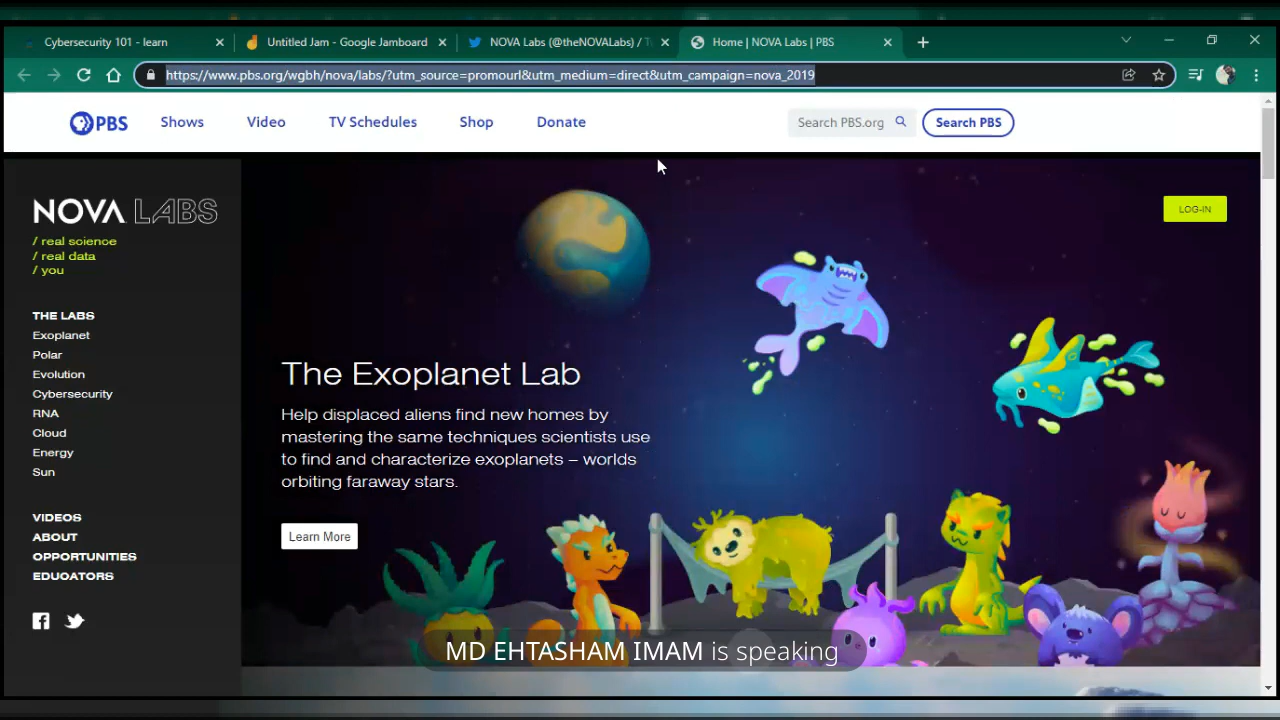 Cybersecurity 101 - learn
Untitled Jam - Google Jamboard
NOVA Labs (@theNOVALabs) / Tw
Home | NOVA Labs | PBS
https://www.pbs.org/wgbh/nova/labs/?utm_source=promourl&utm_medium=direct&utm_campaign=nova_2019
PBS
Shows
Video
TV Schedules
Shop
Donate
Search PBS.org
Search PBS
NOVA LABS
/ real science
/ real data
/ you
THE LABS
Exoplanet
Polar
Evolution
Cybersecurity
RNA
Cloud
Energy
Sun
VIDEOS
ABOUT
OPPORTUNITIES
EDUCATORS
LOG-IN
The Exoplanet Lab
Help displaced aliens find new homes by
mastering the same techniques scientists use
to find and characterize exoplanets – worlds
orbiting faraway stars.
Learn More
MD EHTASHAM IMAM is speaking